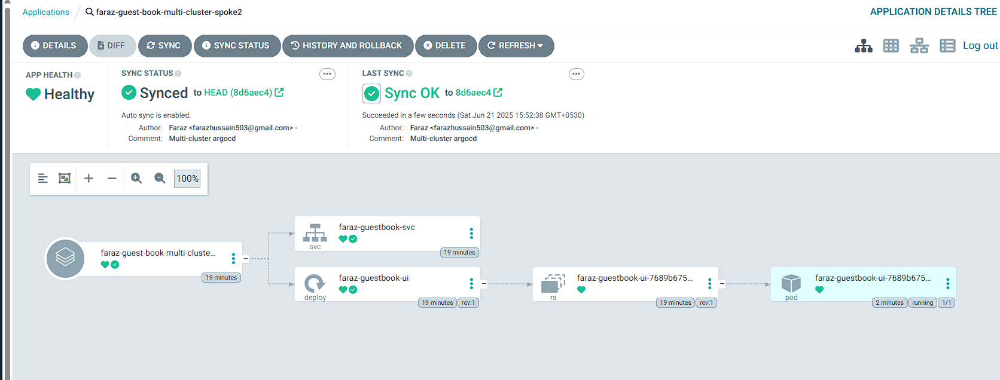 Applications / faraz-guest-book-multi-cluster-spoke2
APPLICATION DETAILS TREE
DETAILS DIFF SYNC SYNC STATUS HISTORY AND ROLLBACK DELETE REFRESH
Log out
APP HEALTH
Healthy
SYNC STATUS
Synced to HEAD (8d6aec4)
Auto sync is enabled.
Author: Faraz <farazhussain503@gmail.com> -
Comment: Multi-cluster argocd
LAST SYNC
Sync OK to 8d6aec4
Succeeded in a few seconds (Sat Jun 21 2025 15:52:38 GMT+0530)
Author: Faraz <farazhussain503@gmail.com> -
Comment: Multi-cluster argocd
100%
faraz-guest-book-multi-cluste...
19 minutes
faraz-guestbook-svc
svc
19 minutes
faraz-guestbook-ui
deploy
19 minutes rev:1
faraz-guestbook-ui-7689b675...
rs
19 minutes rev:1
faraz-guestbook-ui-7689b675...
pod
2 minutes running 1/1